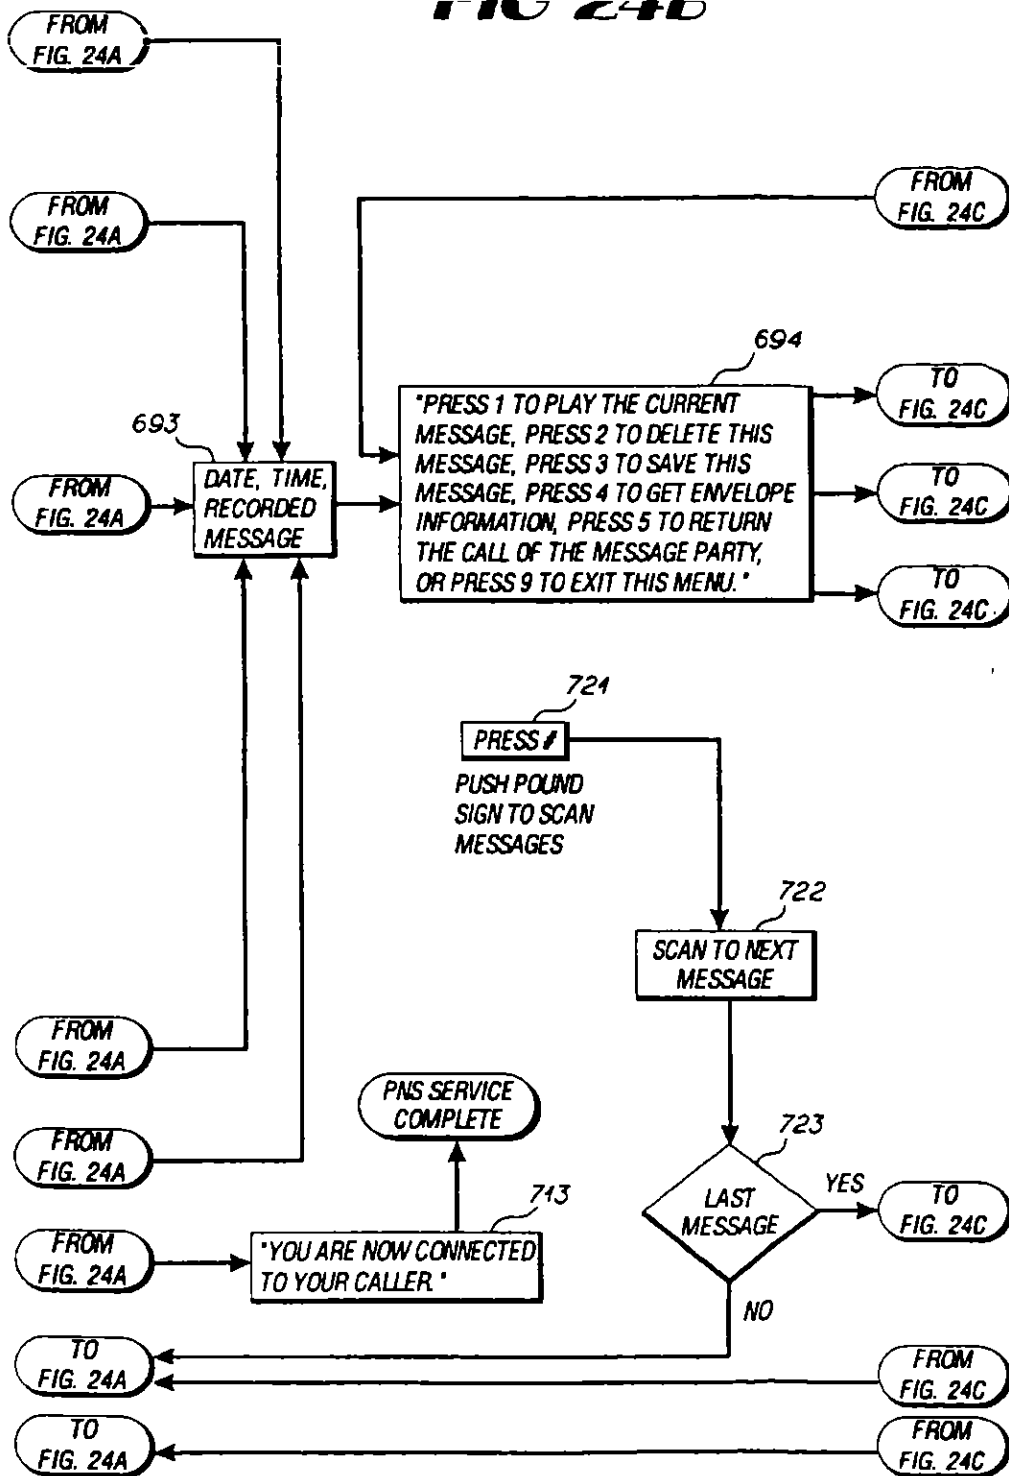 FIG 24B
FROM
FIG. 24A
FROM
FIG. 24A
FROM
FIG. 24C
694
"PRESS 1 TO PLAY THE CURRENT
MESSAGE, PRESS 2 TO DELETE THIS
MESSAGE, PRESS 3 TO SAVE THIS
MESSAGE, PRESS 4 TO GET ENVELOPE
INFORMATION, PRESS 5 TO RETURN
THE CALL OF THE MESSAGE PARTY,
OR PRESS 9 TO EXIT THIS MENU."
TO
FIG. 24C
TO
FIG. 24C
TO
FIG. 24C
693
DATE, TIME,
RECORDED
MESSAGE
FROM
FIG. 24A
721
PRESS #
PUSH POUND
SIGN TO SCAN
MESSAGES
722
SCAN TO NEXT
MESSAGE
FROM
FIG. 24A
PNS SERVICE
COMPLETE
723
LAST
MESSAGE
YES
TO
FIG. 24C
NO
FROM
FIG. 24A
713
FROM
FIG. 24A
"YOU ARE NOW CONNECTED
TO YOUR CALLER."
TO
FIG. 24A
FROM
FIG. 24C
TO
FIG. 24A
FROM
FIG. 24C